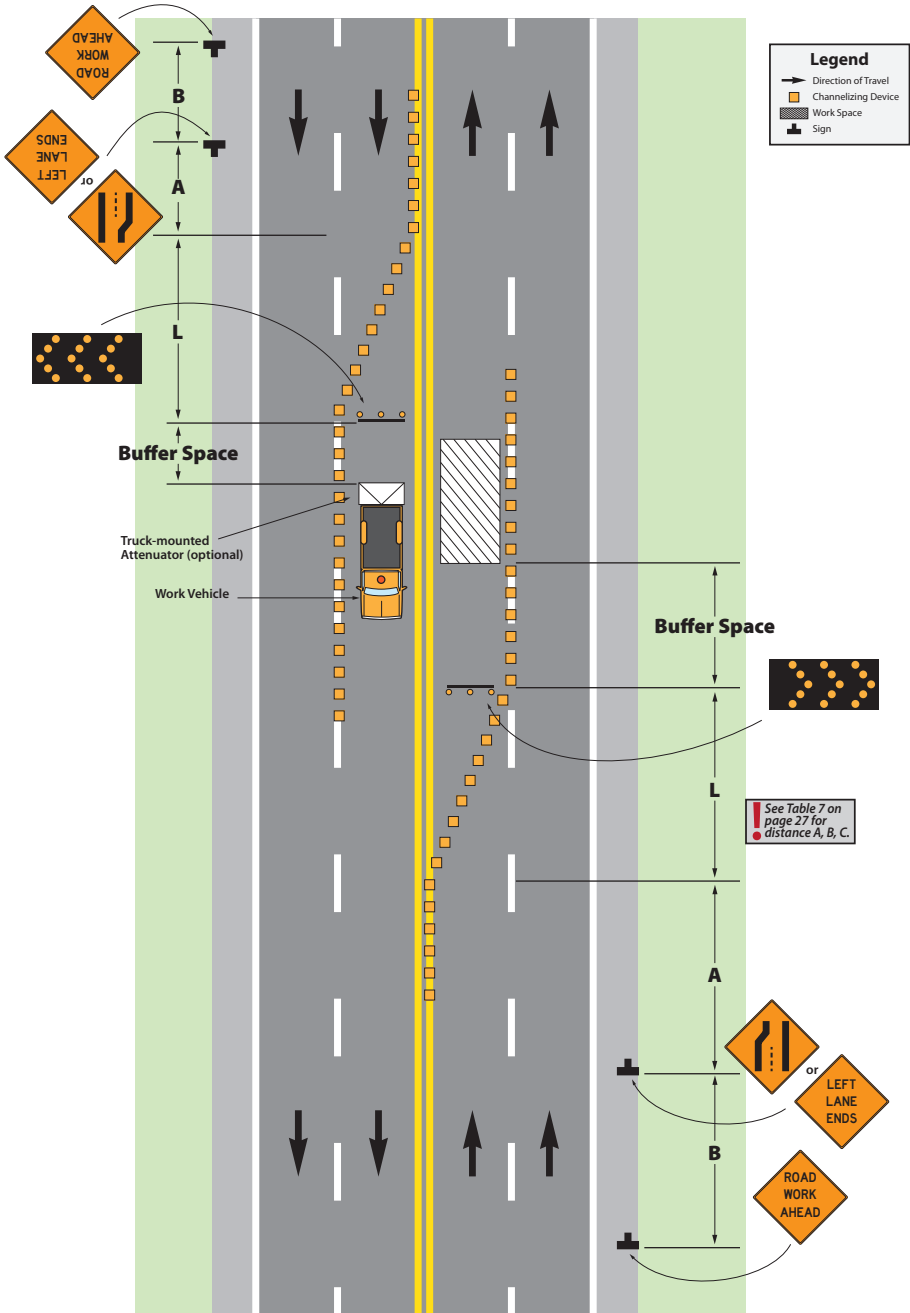 ROAD
WORK
AHEAD
B
LEFT
LANE
ENDS
or
A
L
Buffer Space
Truck-mounted
Attenuator (optional)
Work Vehicle
Legend
Direction of Travel
Channelizing Device
Work Space
Sign
Buffer Space
L
! See Table 7 on
page 27 for
distance A, B, C.
A
or
LEFT
LANE
ENDS
B
ROAD
WORK
AHEAD